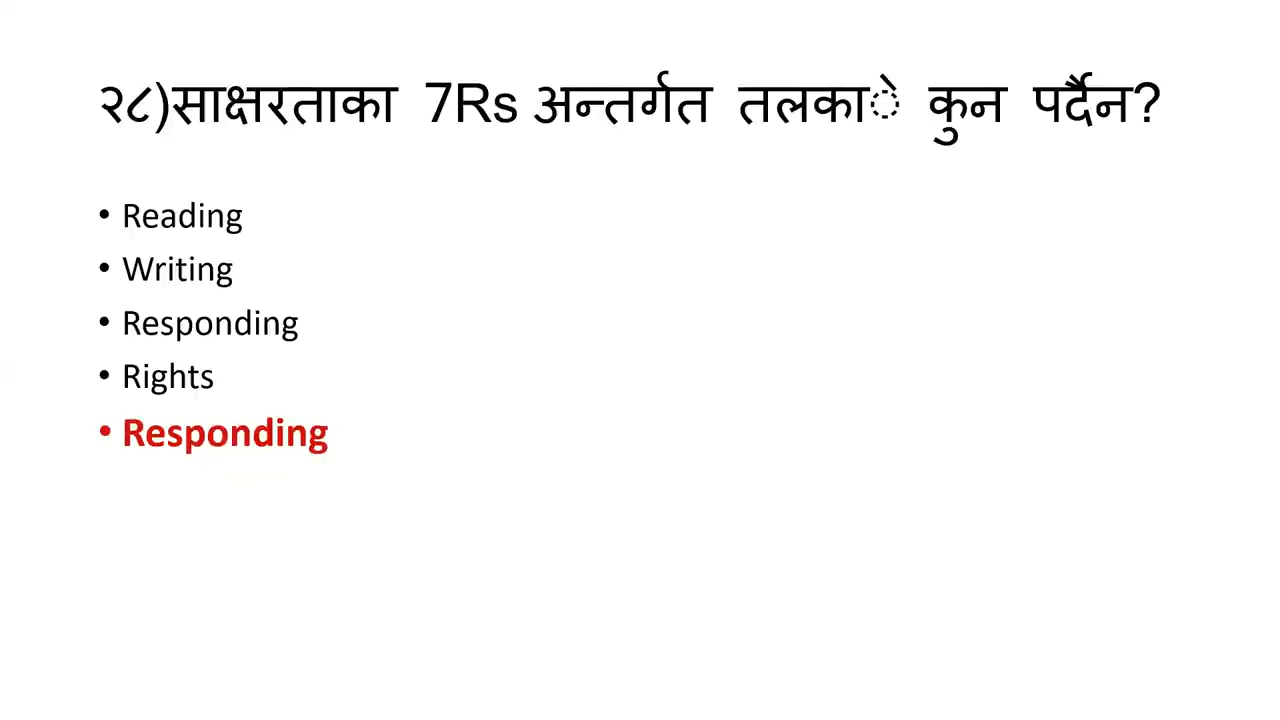 २८)साक्षरताका 7Rs अन्तर्गत तलकाे कुन पर्दैन?
• Reading
• Writing
• Responding
• Rights
• Responding